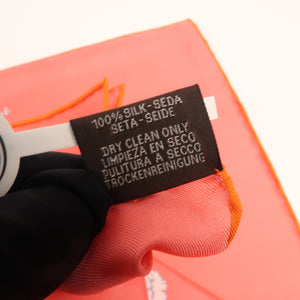 100% SILK-SEDA
SETA-SEIDE
DRY CLEAN ONLY
LIMPIEZA EN SECO
PULITURA A SECCO
TROCKENREINIGUNG